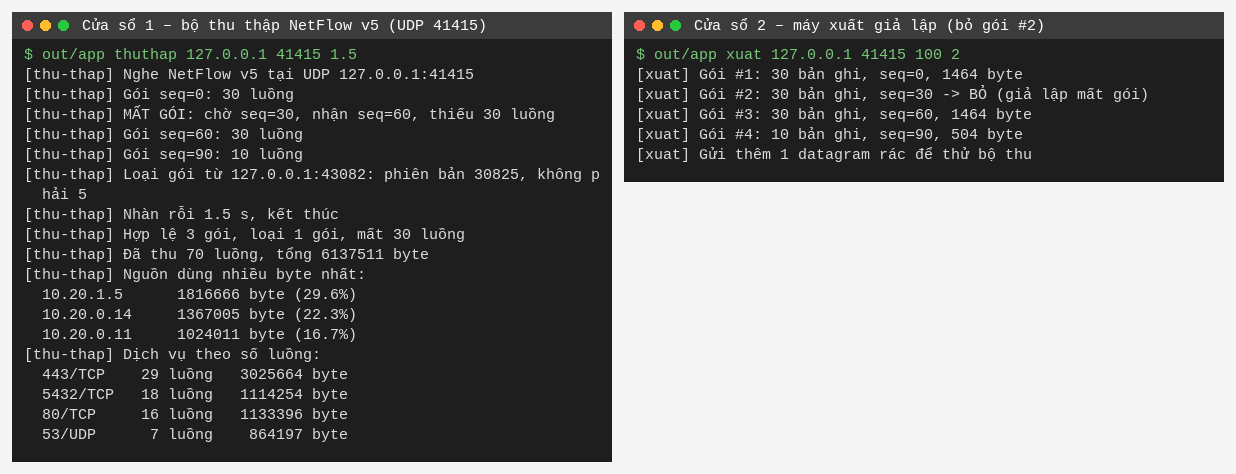 Cửa sổ 1 – bộ thu thập NetFlow v5 (UDP 41415)
$ out/app thuthap 127.0.0.1 41415 1.5
[thu-thap] Nghe NetFlow v5 tại UDP 127.0.0.1:41415
[thu-thap] Gói seq=0: 30 luồng
[thu-thap] MẤT GÓI: chờ seq=30, nhận seq=60, thiếu 30 luồng
[thu-thap] Gói seq=60: 30 luồng
[thu-thap] Gói seq=90: 10 luồng
[thu-thap] Loại gói từ 127.0.0.1:43082: phiên bản 30825, không p
hải 5
[thu-thap] Nhàn rỗi 1.5 s, kết thúc
[thu-thap] Hợp lệ 3 gói, loại 1 gói, mất 30 luồng
[thu-thap] Đã thu 70 luồng, tổng 6137511 byte
[thu-thap] Nguồn dùng nhiều byte nhất:
10.20.1.5      1816666 byte (29.6%)
10.20.0.14     1367005 byte (22.3%)
10.20.0.11     1024011 byte (16.7%)
[thu-thap] Dịch vụ theo số luồng:
443/TCP    29 luồng   3025664 byte
5432/TCP   18 luồng   1114254 byte
80/TCP     16 luồng   1133396 byte
53/UDP      7 luồng    864197 byte
Cửa sổ 2 – máy xuất giả lập (bỏ gói #2)
$ out/app xuat 127.0.0.1 41415 100 2
[xuat] Gói #1: 30 bản ghi, seq=0, 1464 byte
[xuat] Gói #2: 30 bản ghi, seq=30 -> BỎ (giả lập mất gói)
[xuat] Gói #3: 30 bản ghi, seq=60, 1464 byte
[xuat] Gói #4: 10 bản ghi, seq=90, 504 byte
[xuat] Gửi thêm 1 datagram rác để thử bộ thu